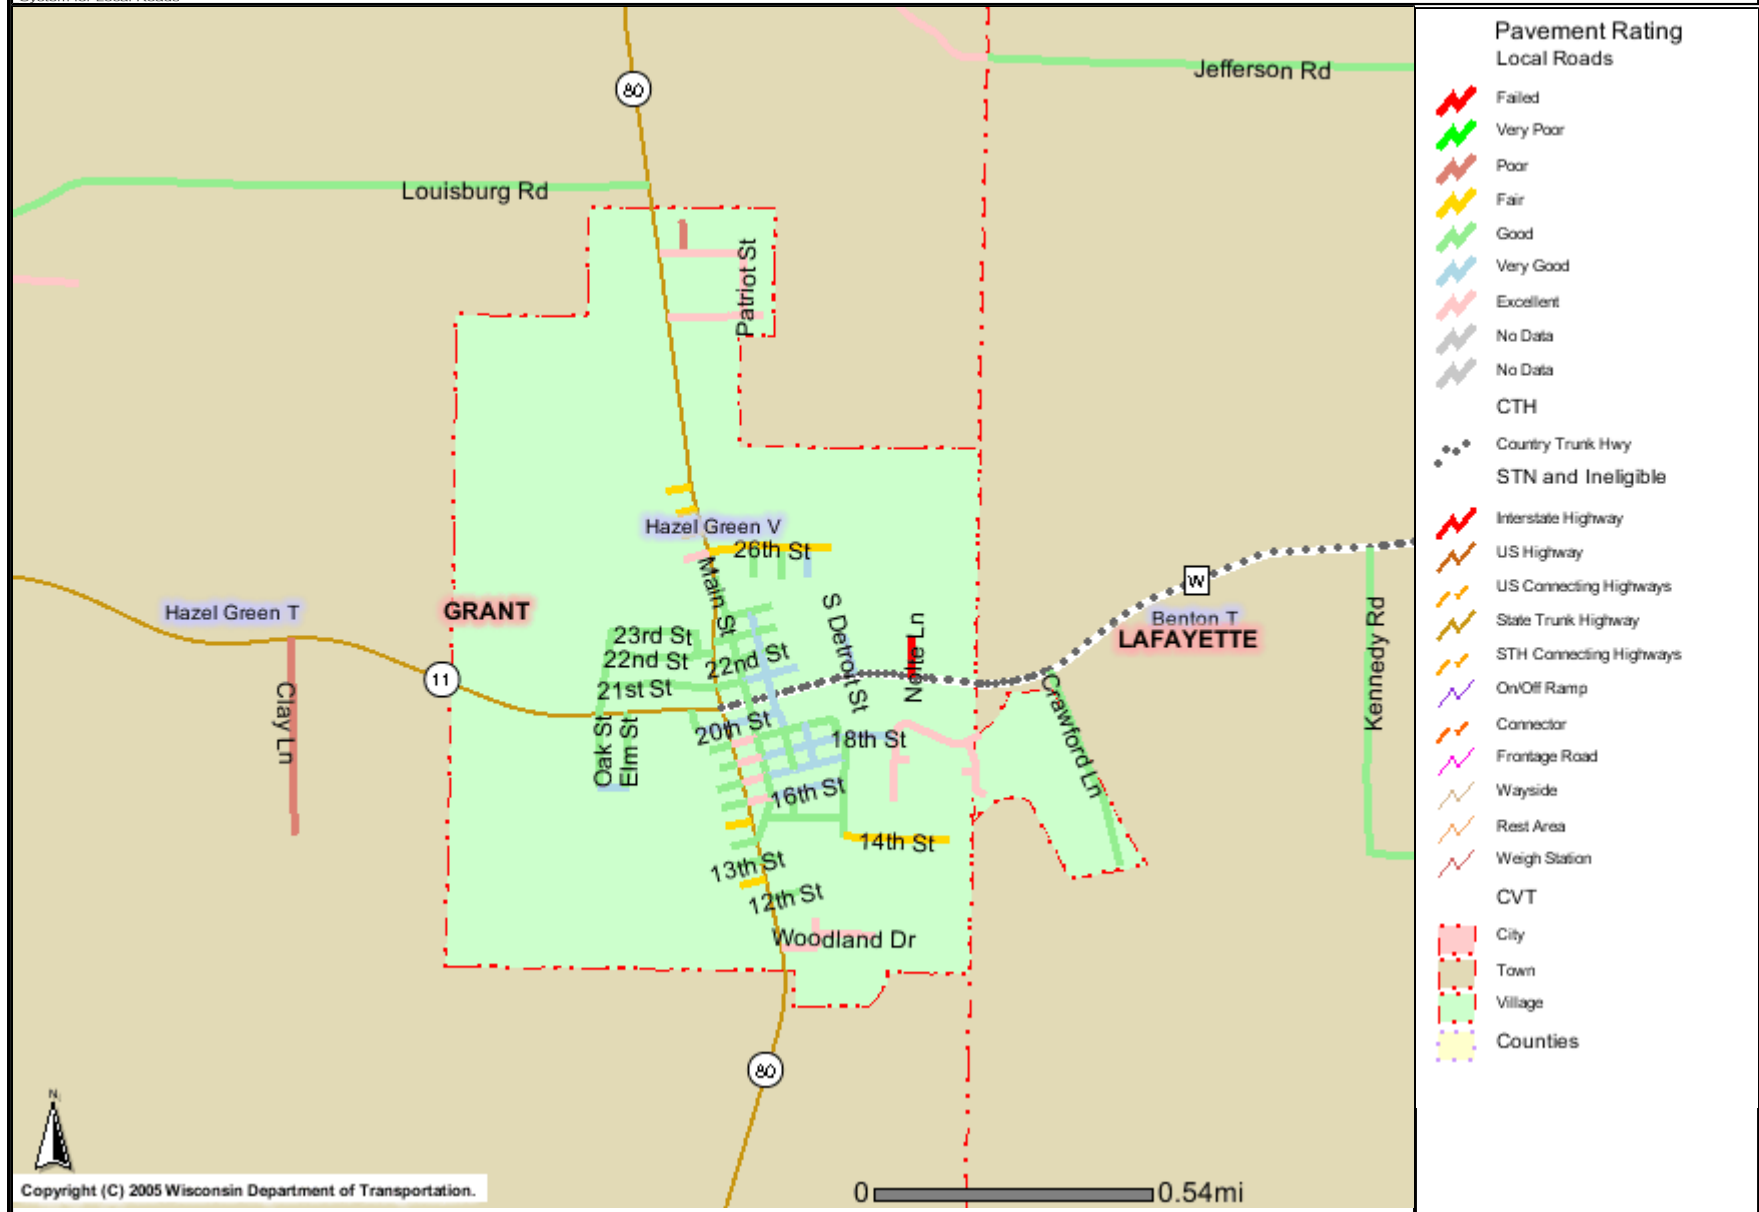 System for Local Roads
80
Jefferson Rd
Louisburg Rd
Patriot St
Hazel Green V
26th St
Main St
S Detroit St
Nolte Ln
W
Benton T
LAFAYETTE
Kennedy Rd
Hazel Green T
GRANT
23rd St
22nd St
22nd St
21st St
11
Clay Ln
Oak St
Elm St
20th St
18th St
Crawford Ln
16th St
14th St
13th St
12th St
Woodland Dr
80
N
Copyright (C) 2005 Wisconsin Department of Transportation.
0 0.54mi
Pavement Rating
Local Roads
Failed
Very Poor
Poor
Fair
Good
Very Good
Excellent
No Data
No Data
CTH
Country Trunk Hwy
STN and Ineligible
Interstate Highway
US Highway
US Connecting Highways
State Trunk Highway
STH Connecting Highways
On/Off Ramp
Connector
Frontage Road
Wayside
Rest Area
Weigh Station
CVT
City
Town
Village
Counties